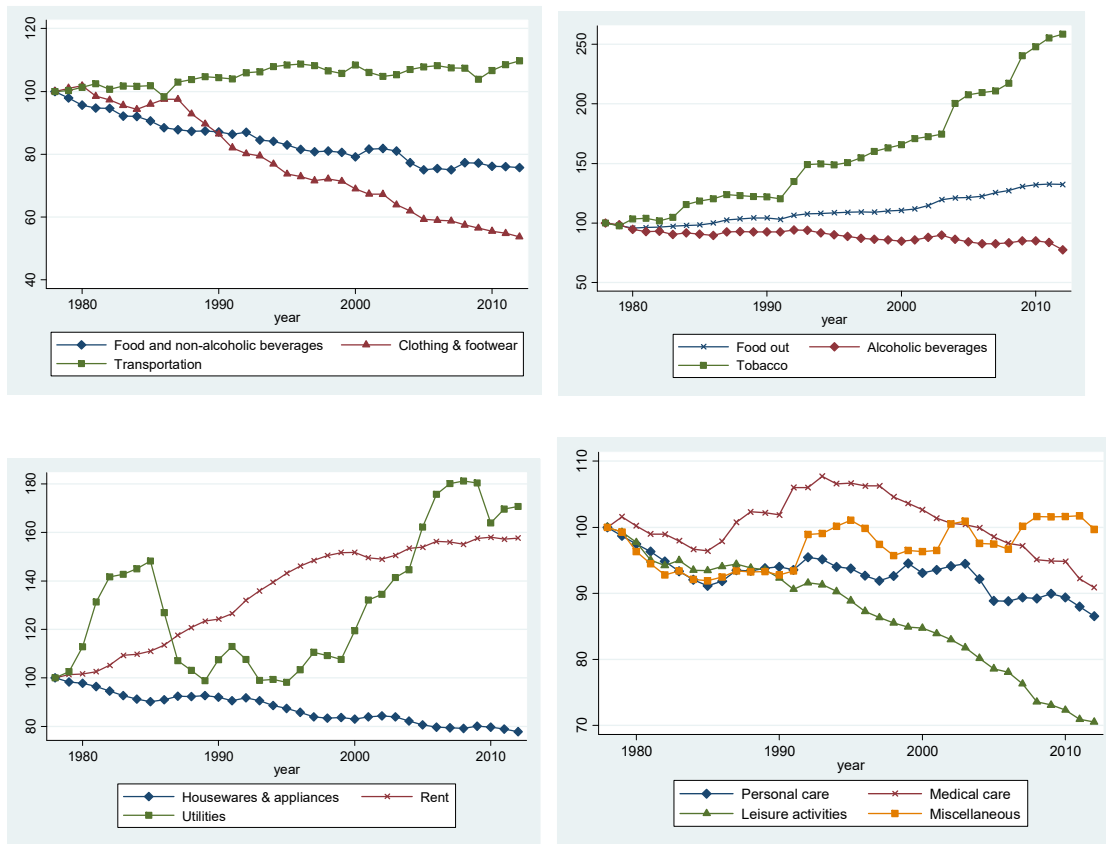 120
100
80
60
40
1980 1990 2000 2010
year
Food and non-alcoholic beverages Clothing & footwear
Transportation
250
200
150
100
50
1980 1990 2000 2010
year
Food out Alcoholic beverages
Tobacco
180
160
140
120
100
80
1980 1990 2000 2010
year
Housewares & appliances Rent
Utilities
110
100
90
80
70
1980 1990 2000 2010
year
Personal care Medical care
Leisure activities Miscellaneous